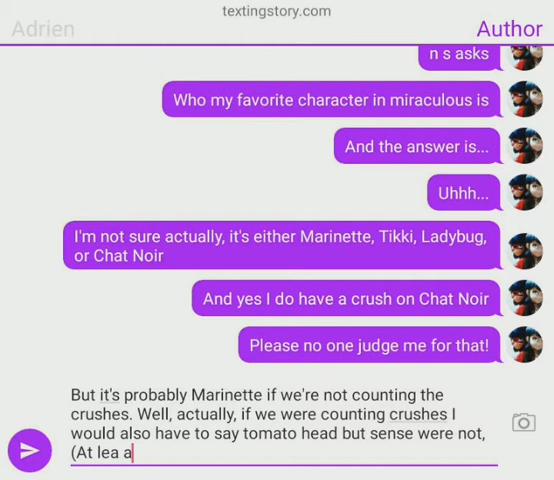 textingstory.com
Adrien
Author
n s asks
Who my favorite character in miraculous is
And the answer is...
Uhhh...
I'm not sure actually, it's either Marinette, Tikki, Ladybug,
or Chat Noir
And yes I do have a crush on Chat Noir
Please no one judge me for that!
But it's probably Marinette if we're not counting the
crushes. Well, actually, if we were counting crushes I
would also have to say tomato head but sense were not,
(At lea a